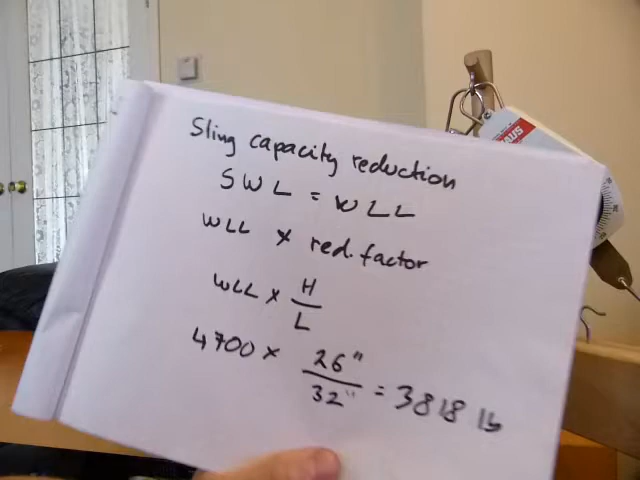 Sling capacity reduction
SWL = WLL
WLL x red. factor
WLL x H
L
4700 x 26" = 3818 lb
32"